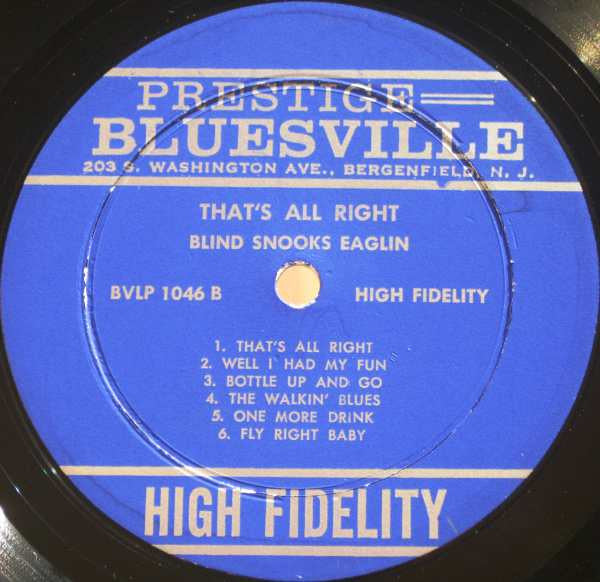 PRESTIGE
BLUESVILLE
203 S. WASHINGTON AVE., BERGENFIELD, N. J.
THAT'S ALL RIGHT
BLIND SNOOKS EAGLIN
BVLP 1046 B HIGH FIDELITY
1. THAT'S ALL RIGHT
2. WELL I HAD MY FUN
3. BOTTLE UP AND GO
4. THE WALKIN' BLUES
5. ONE MORE DRINK
6. FLY RIGHT BABY
HIGH FIDELITY